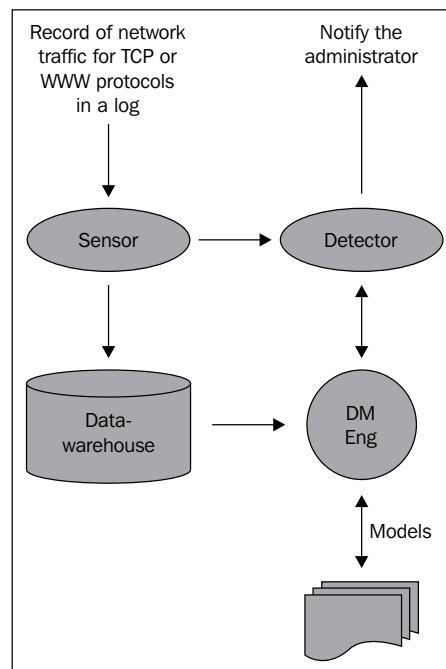 Record of network
traffic for TCP or
WWW protocols
in a log
Notify the
administrator
Sensor
Detector
Data-
warehouse
DM
Eng
Models